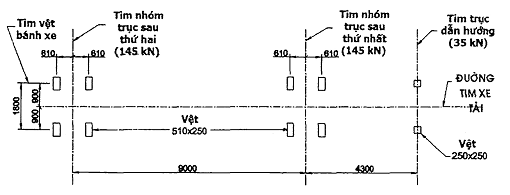 Tim vệt
bánh xe
Tim nhóm
trục sau
thứ hai
(145 kN)
Tim nhóm
trục sau
thứ nhất
(145 kN)
Tim trục
dẫn hướng
(35 kN)
610
610
610
610
1800
900
900
ĐƯỜNG
TIM XE
TẢI
Vệt
510x250
Vệt
250x250
9000
4300